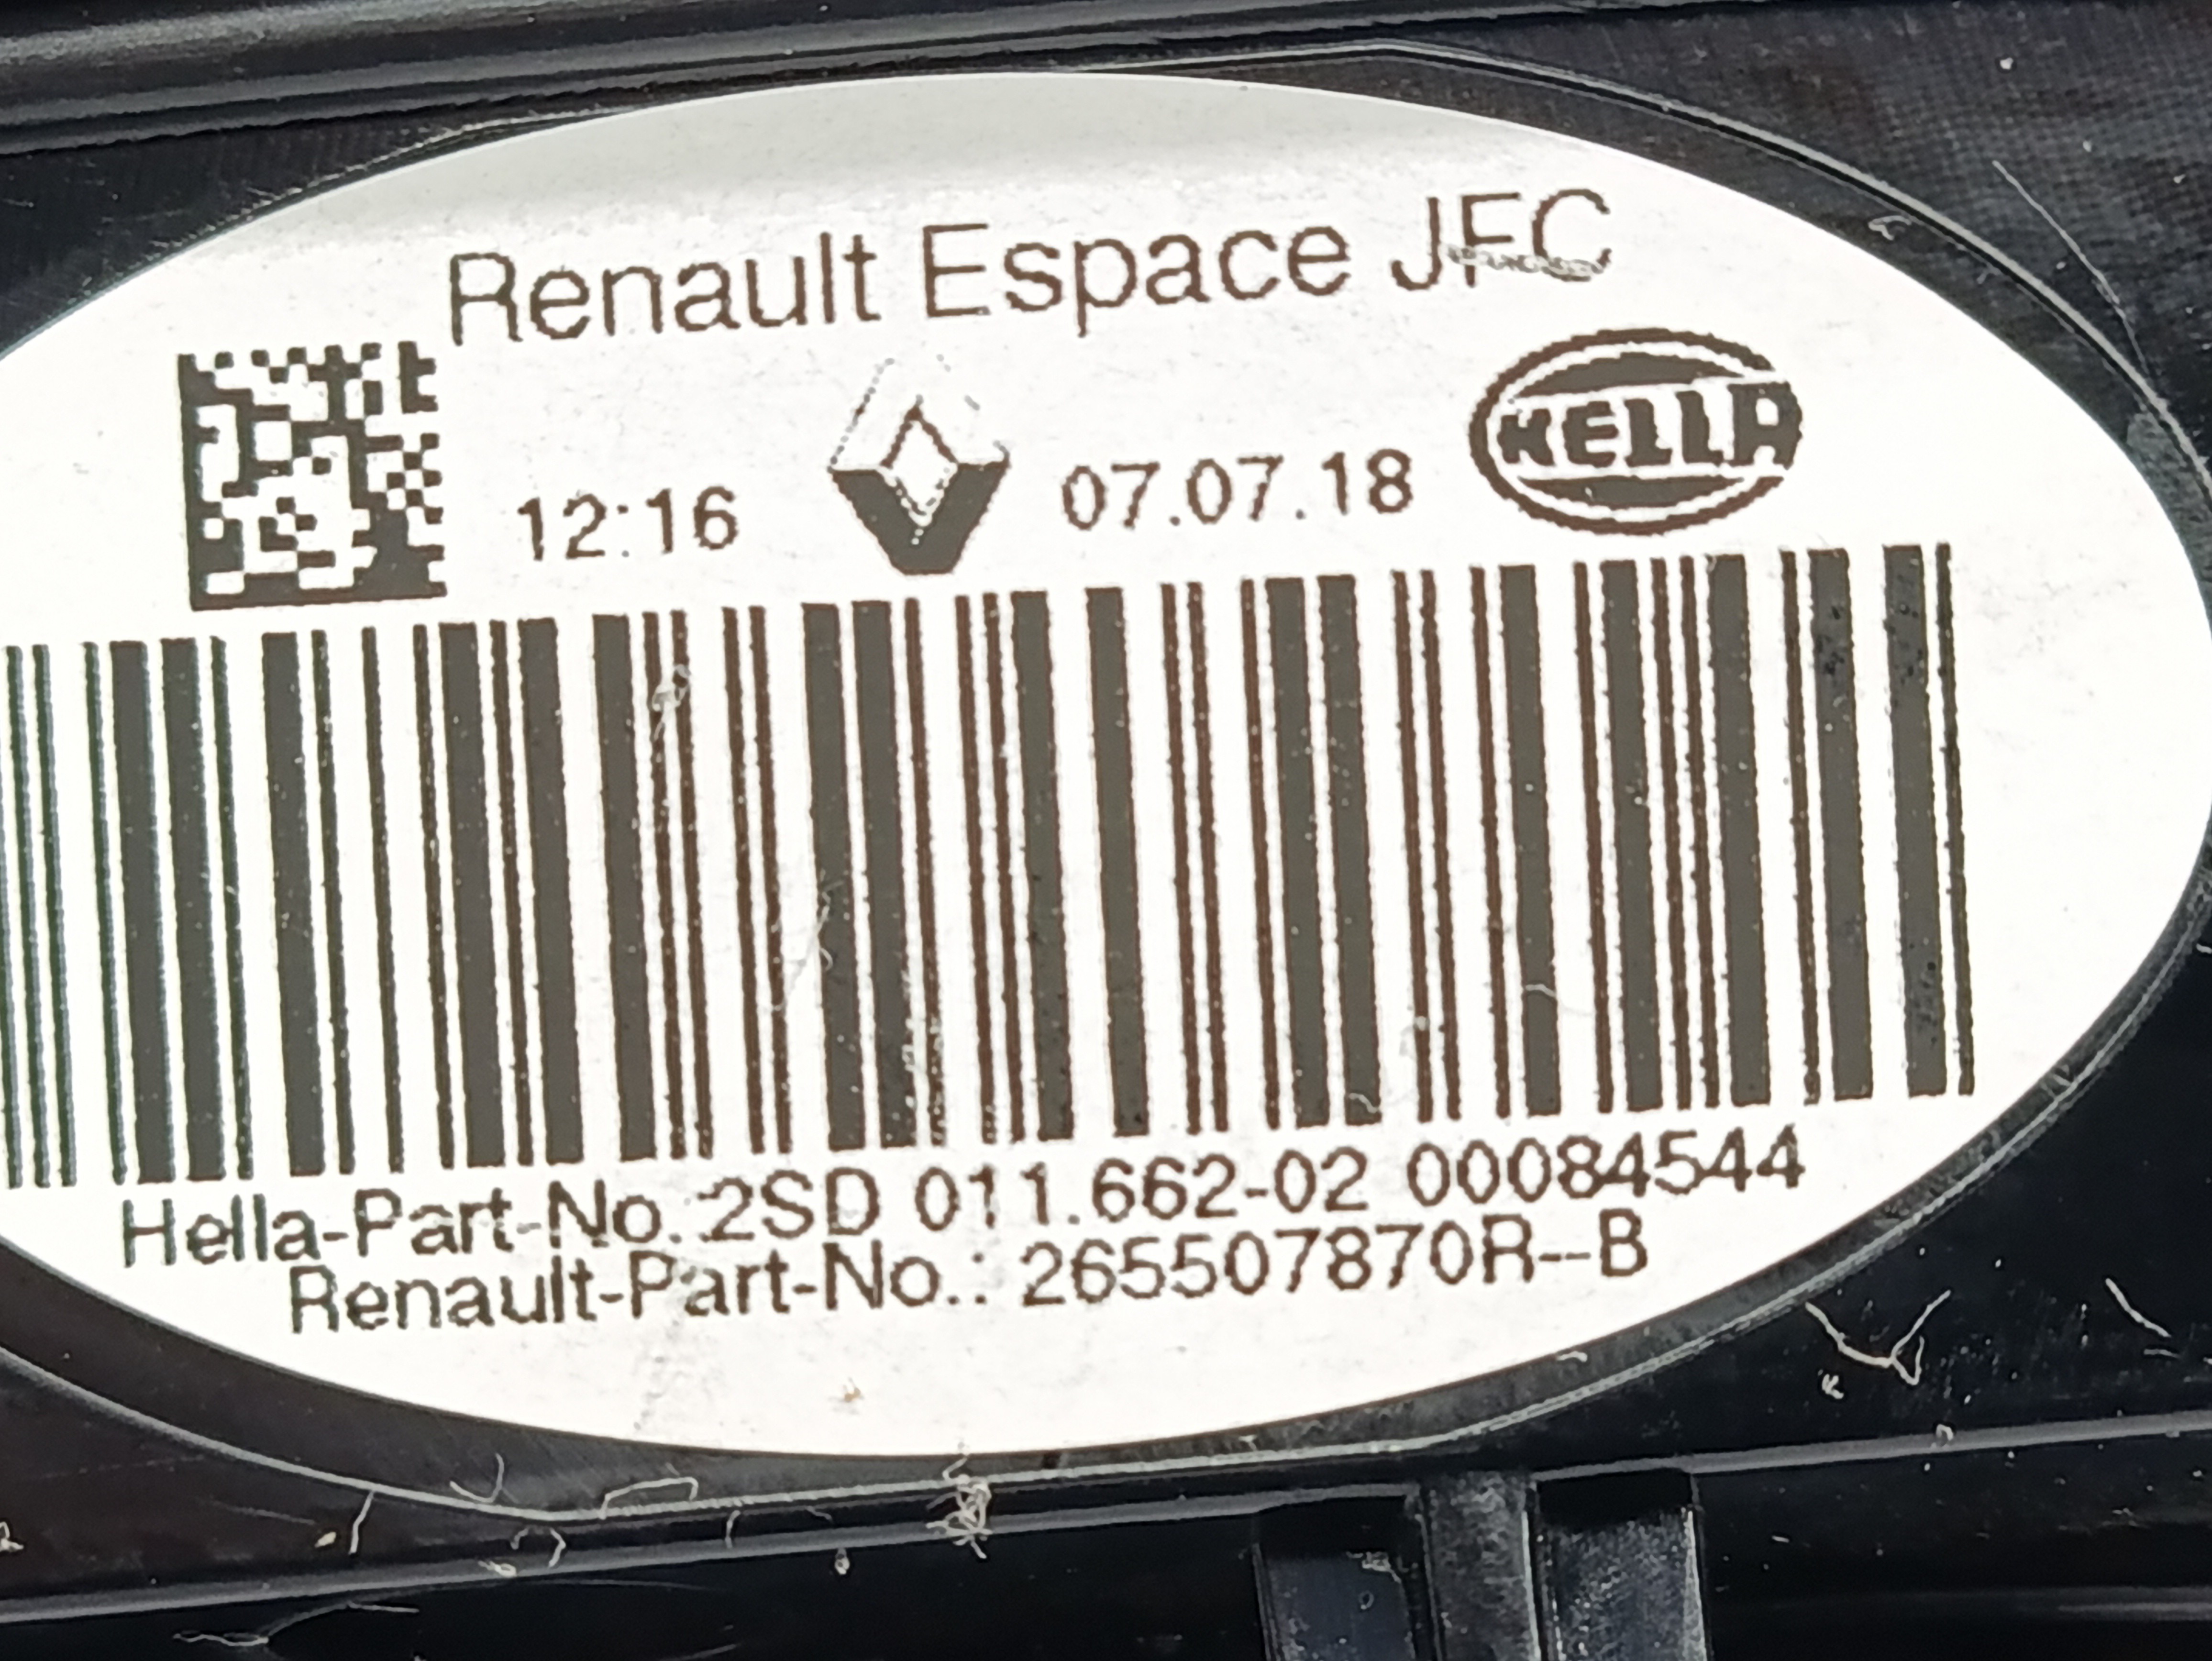 Renault Espace JFC
12:16 07.07.18 HELLA
Hella-Part-No.:2SD 011.662-02 00084544
Renault-Part-No.: 265507870R--B